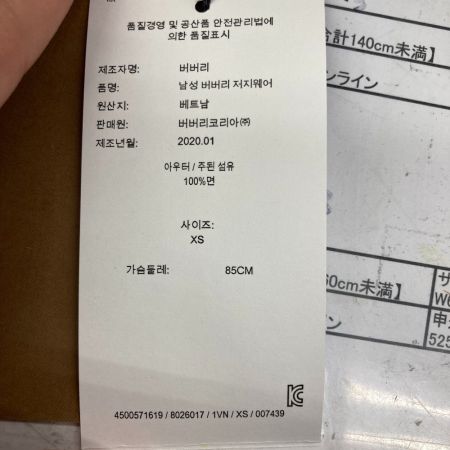 품질경영 및 공산품 안전관리법에
의한 품질표시
제조자명: 버버리
품명: 남성 버버리 저지웨어
원산지: 베트남
판매원: 버버리코리아㈜
제조년월: 2020.01
아우터 / 주된 섬유
100%면
사이즈:
XS
가슴둘레: 85CM
4500571619 / 8026017 / 1VN / XS / 007439
合計140cm未満】
ンライン
60cm未満】
サ
W6
申
525